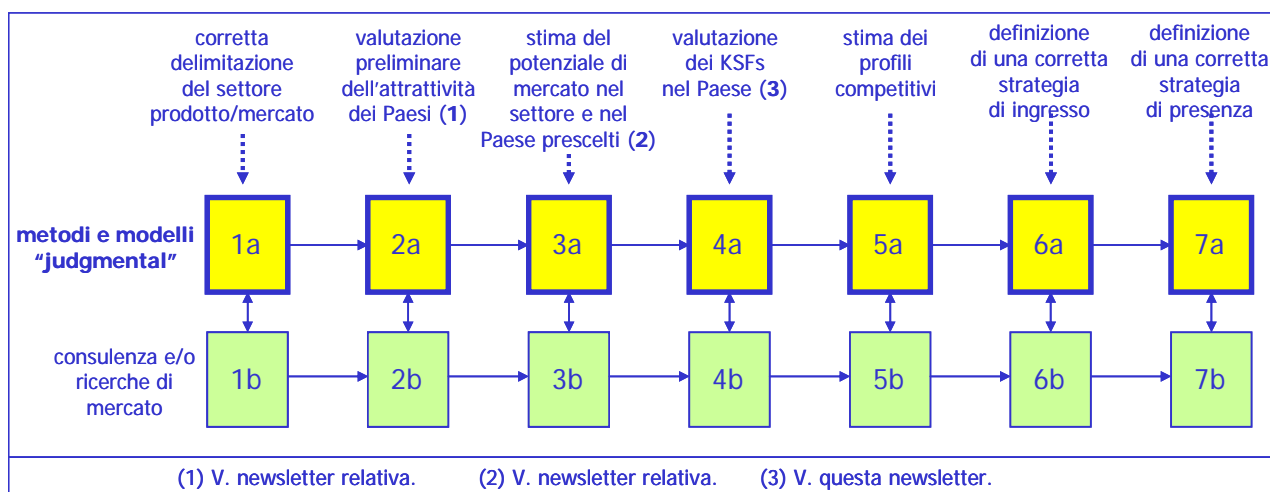 corretta
delimitazione
del settore
prodotto/mercato
valutazione
preliminare
dell'attrattività
dei Paesi (1)
stima del
potenziale di
mercato nel
settore e nel
Paese prescelti (2)
valutazione
dei KSFs
nel Paese (3)
stima dei
profili
competitivi
definizione
di una corretta
strategia
di ingresso
definizione
di una corretta
strategia
di presenza
metodi e modelli
“judgmental”
1a
2a
3a
4a
5a
6a
7a
consulenza e/o
ricerche di
mercato
1b
2b
3b
4b
5b
6b
7b
(1) V. newsletter relativa. (2) V. newsletter relativa. (3) V. questa newsletter.